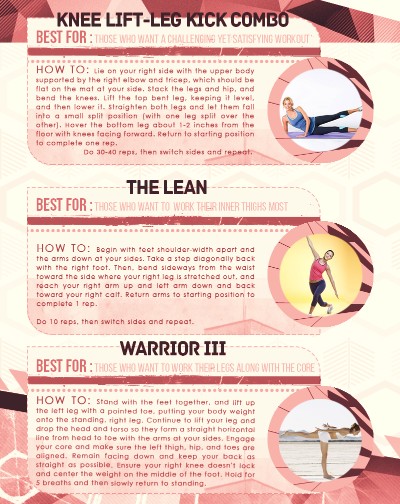 KNEE LIFT-LEG KICK COMBO
BEST FOR: THOSE WHO WANT A CHALLENGING YET SATISFYING WORKOUT
HOW TO: Lie on your right side with the upper body
supported by the right elbow and tricep, which should be
flat on the mat at your side. Stack the legs and hip, and
bend the knees. Lift the top bent leg, keeping it level,
and then lower it. Straighten both legs and let them fall
into a small split position (with one leg split over the
other). Hover the bottom leg about 1-2 inches from the
floor with knees facing forward. Return to starting position
to complete one rep.
Do 30-40 reps, then switch sides and repeat.
THE LEAN
BEST FOR: THOSE WHO WANT TO WORK THEIR INNER THIGHS MOST
HOW TO: Begin with feet shoulder-width apart and
the arms down at your sides. Take a step diagonally back
with the right foot. Then, bend sideways from the waist
toward the side where your right leg is stretched out, and
reach your right arm up and left arm down and back
toward your right calf. Return arms to starting position to
complete 1 rep.
Do 10 reps, then switch sides and repeat.
WARRIOR III
BEST FOR: THOSE WHO WANT TO WORK THEIR LEGS ALONG WITH THE CORE
HOW TO: Stand with the feet together, and lift up
the left leg with a pointed toe, putting your body weight
onto the standing, right leg. Continue to lift your leg and
drop the head and torso so they form a straight horizontal
line from head to toe with the arms at your sides. Engage
your core and make sure the left thigh, hip, and toes are
aligned. Remain facing down and keep your back as
straight as possible. Ensure your right knee doesn't lock
and center the weight on the middle of the foot. Hold for
5 breaths and then slowly return to standing.